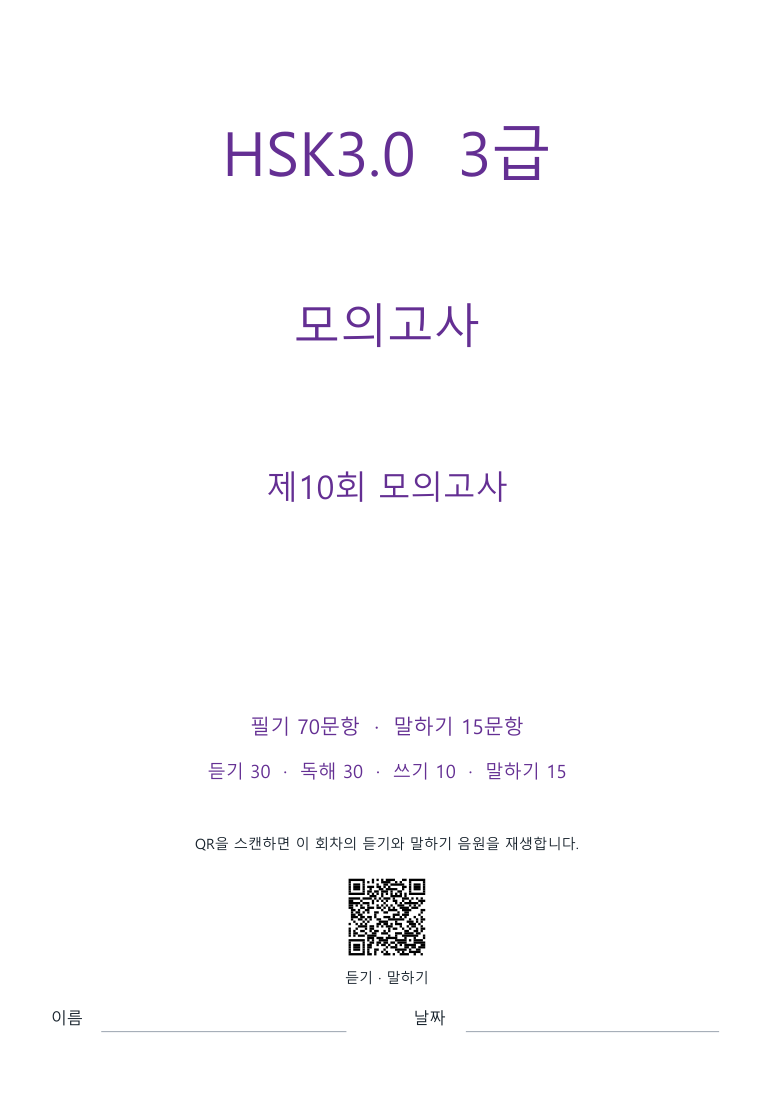 HSK3.0 3급
모의고사
제10회 모의고사
필기 70문항 · 말하기 15문항
듣기 30 · 독해 30 · 쓰기 10 · 말하기 15
QR을 스캔하면 이 회차의 듣기와 말하기 음원을 재생합니다.
듣기 · 말하기
이름 날짜